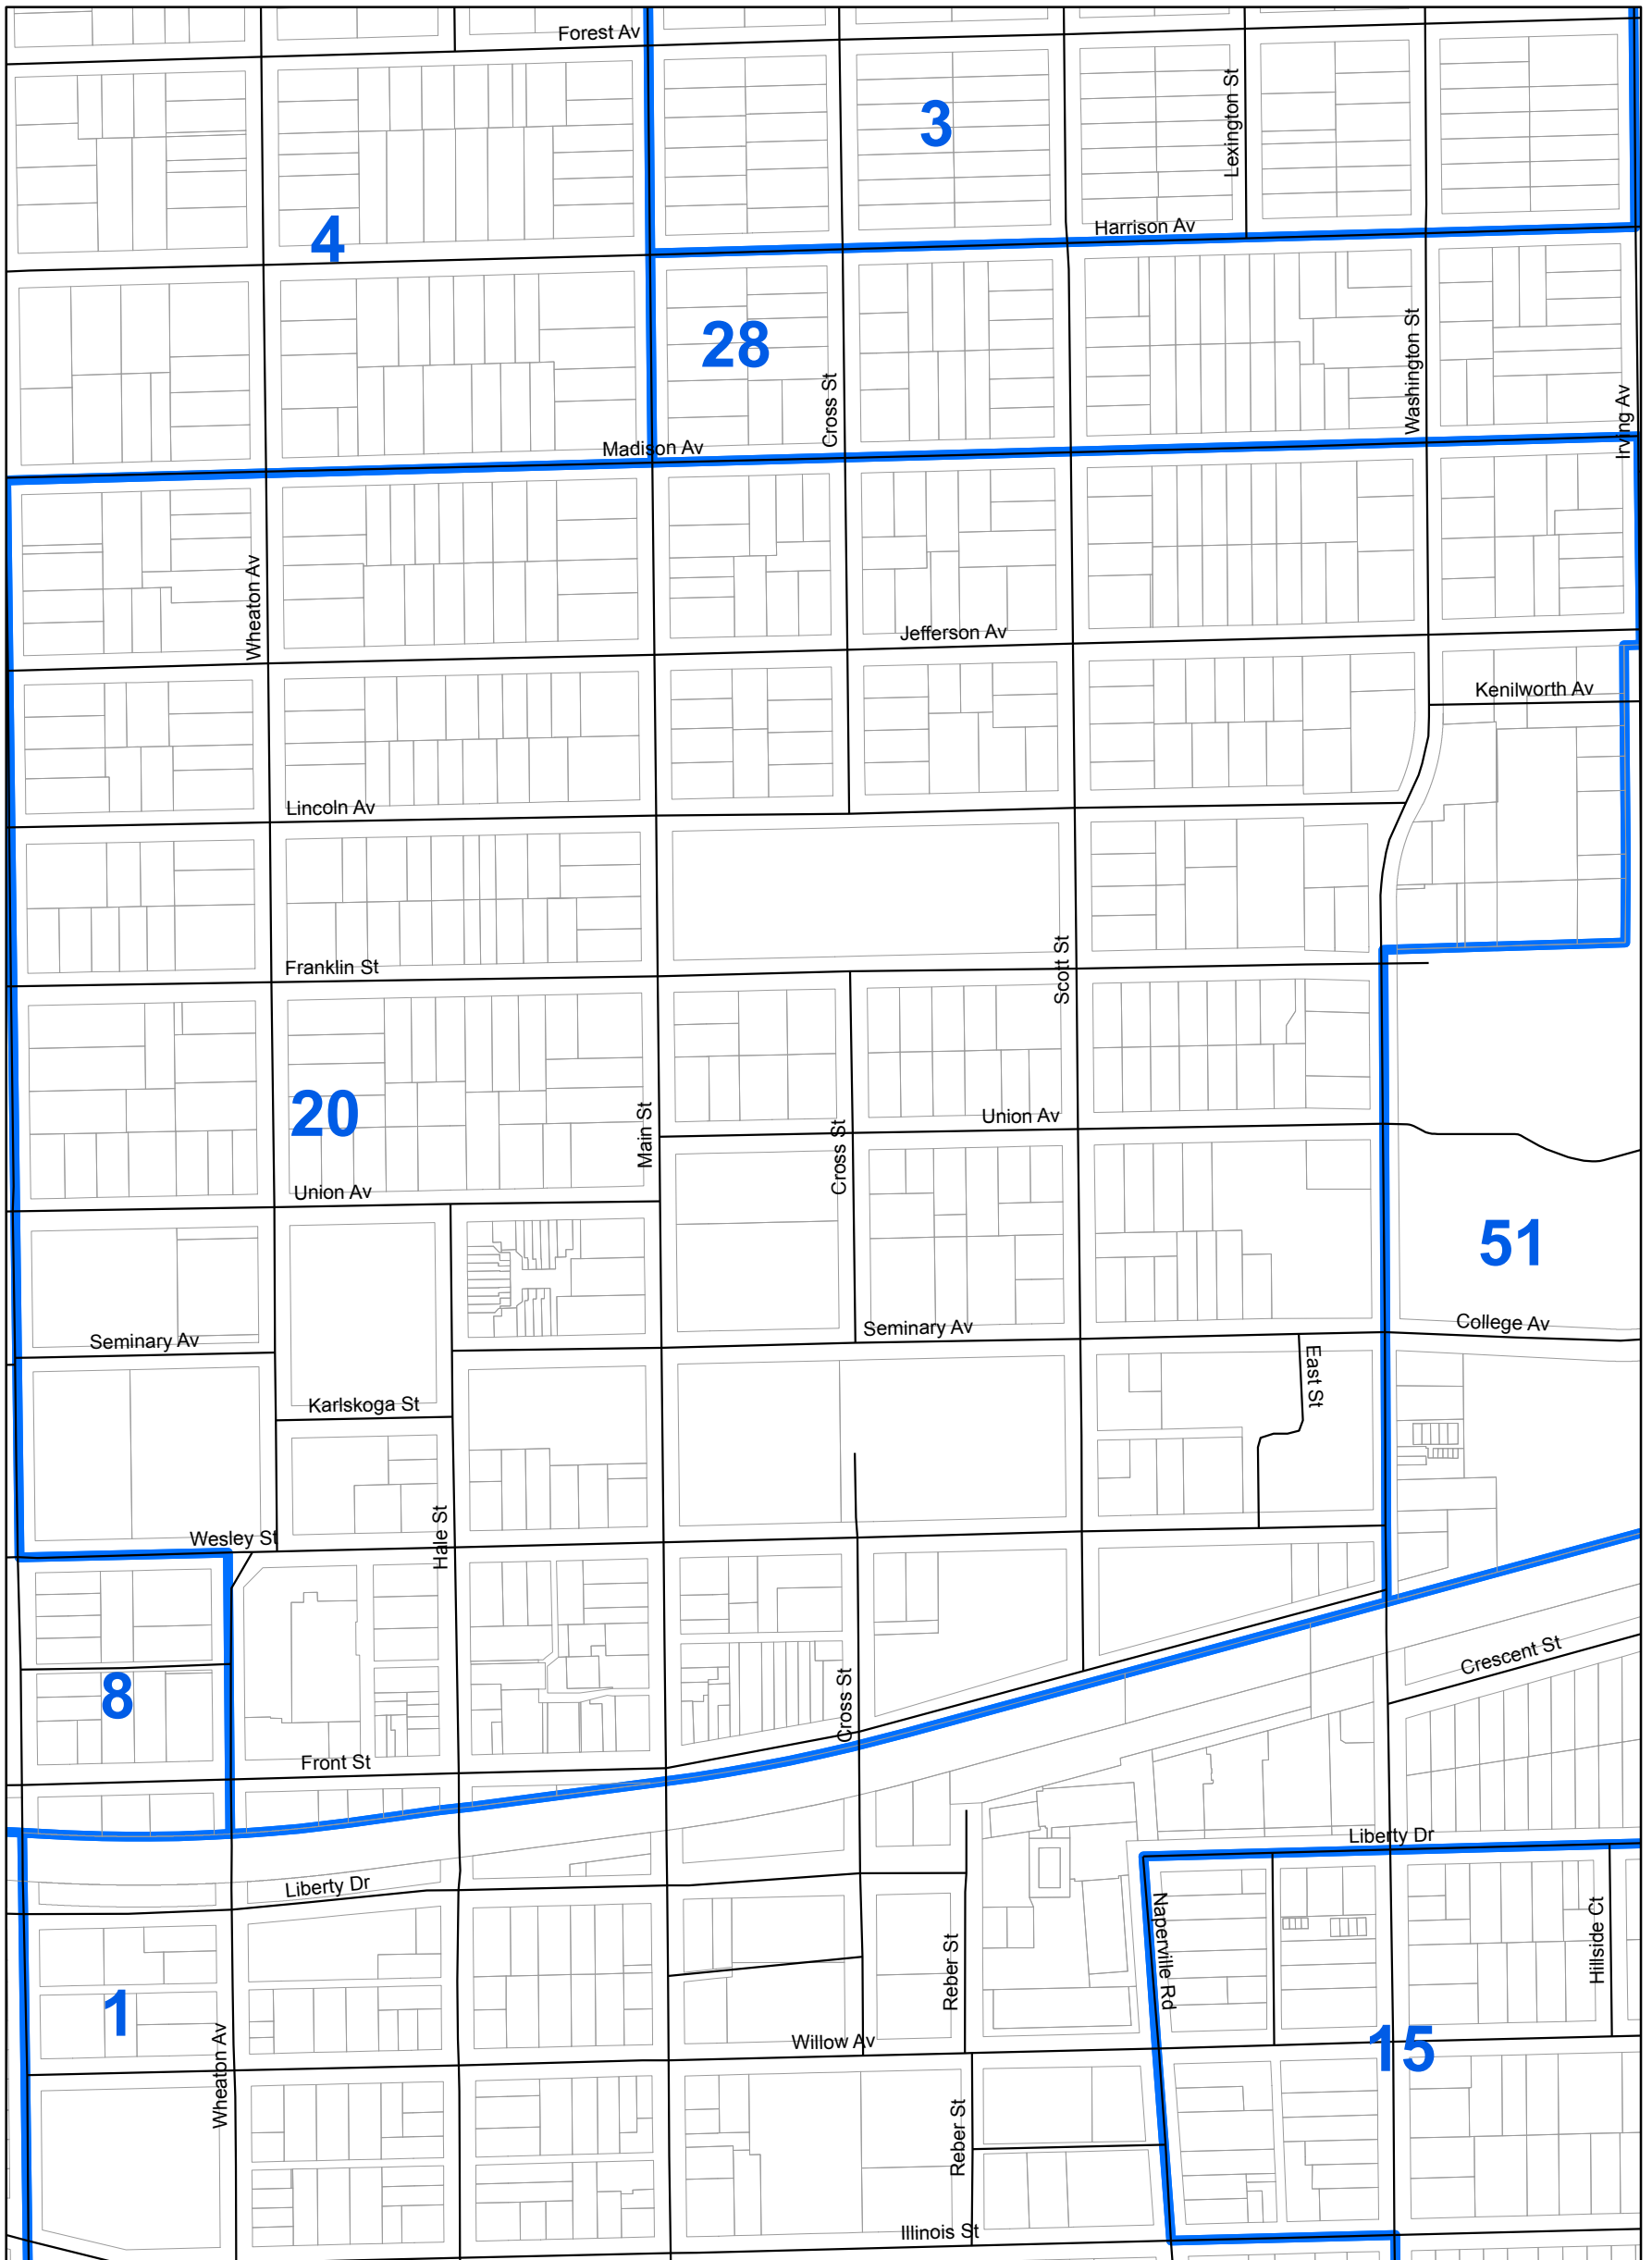 Forest Av
3
Lexington St
4
Harrison Av
28
Cross St
Washington St
Irving Av
Madison Av
Wheaton Av
Jefferson Av
Kenilworth Av
Lincoln Av
Franklin St
Scott St
20
Main St
Cross St
Union Av
Union Av
51
Seminary Av
Seminary Av
College Av
East St
Karlskoga St
Wesley St
Hale St
8
Cross St
Crescent St
Front St
Liberty Dr
Liberty Dr
Naperville Rd
Hillside Ct
Reber St
1
Wheaton Av
Willow Av
15
Reber St
Illinois St